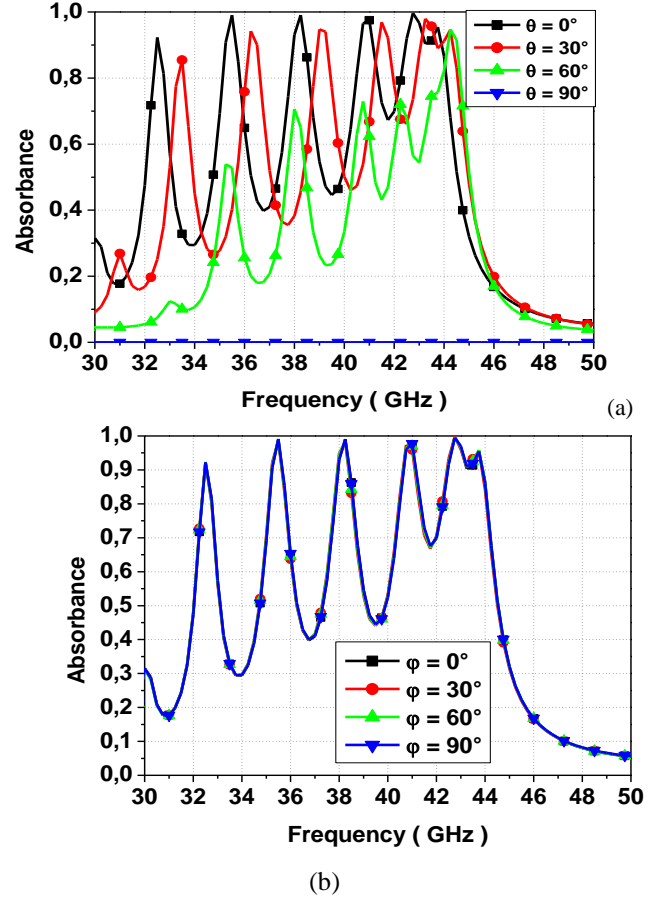 1,0
0,8
0,6
0,4
0,2
0,0
Absorbance
θ = 0°
θ = 30°
θ = 60°
θ = 90°
30 32 34 36 38 40 42 44 46 48 50
Frequency ( GHz )
(a)
1,0
0,9
0,8
0,7
0,6
0,5
0,4
0,3
0,2
0,1
0,0
Absorbance
φ = 0°
φ = 30°
φ = 60°
φ = 90°
30 32 34 36 38 40 42 44 46 48 50
Frequency ( GHz )
(b)